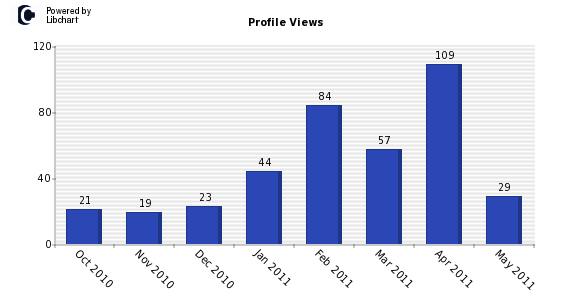 Powered by
Libchart
Profile Views
120
80
40
0
21
19
23
44
84
57
109
29
Oct 2010
Nov 2010
Dec 2010
Jan 2011
Feb 2011
Mar 2011
Apr 2011
May 2011